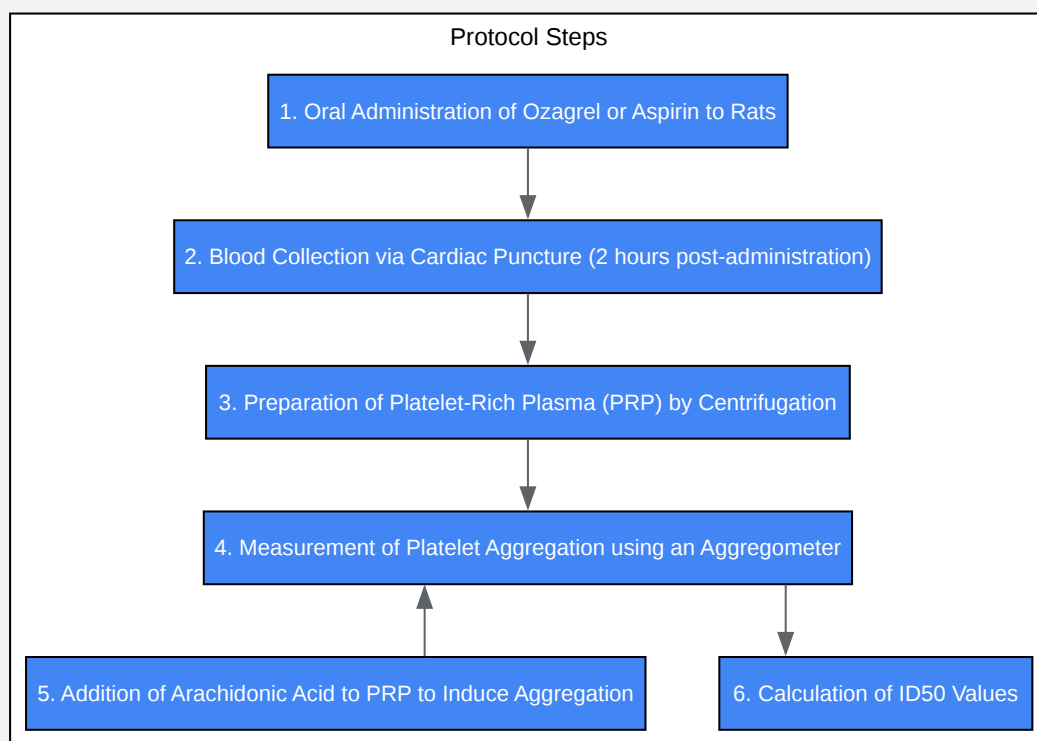 Protocol Steps
1. Oral Administration of Ozagrel or Aspirin to Rats
2. Blood Collection via Cardiac Puncture (2 hours post-administration)
3. Preparation of Platelet-Rich Plasma (PRP) by Centrifugation
4. Measurement of Platelet Aggregation using an Aggregometer
5. Addition of Arachidonic Acid to PRP to Induce Aggregation
6. Calculation of ID50 Values